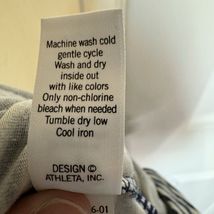 Machine wash cold
gentle cycle
Wash and dry
inside out
with like colors
Only non-chlorine
bleach when needed
Tumble dry low
Cool iron
DESIGN ©
ATHLETA, INC.
6-01